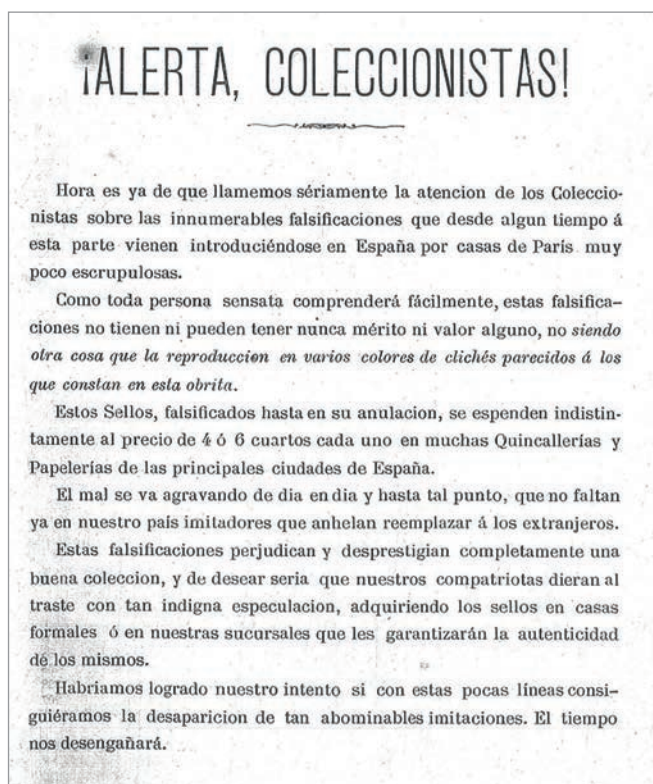 ¡ALERTA, COLECCIONISTAS!
Hora es ya de que llamemos sériamente la atencion de los Coleccio-
nistas sobre las innumerables falsificaciones que desde algun tiempo á
esta parte vienen introduciéndose en España por casas de Paris muy
poco escrupulosas.
Como toda persona sensata comprenderá fácilmente, estas falsifica-
ciones no tienen ni pueden tener nunca mérito ni valor alguno, no siendo
otra cosa que la reproduccion en varios colores de clichés parecidos á los
que constan en esta obrita.
Estos Sellos, falsificados hasta en su anulacion, se espenden indistin-
tamente al precio de 4 ó 6 cuartos cada uno en muchas Quincallerías y
Papelerías de las principales ciudades de España.
El mal se va agravando de dia en dia y hasta tal punto, que no faltan
ya en nuestro país imitadores que anhelan reemplazar á los extranjeros.
Estas falsificaciones perjudican y desprestigian completamente una
buena coleccion, y de desear seria que nuestros compatriotas dieran al
traste con tan indigna especulacion, adquiriendo los sellos en casas
formales ó en nuestras sucursales que les garantizarán la autenticidad
de los mismos.
Habriamos logrado nuestro intento si con estas pocas líneas consi-
guiéramos la desaparicion de tan abominables imitaciones. El tiempo
nos desengañará.